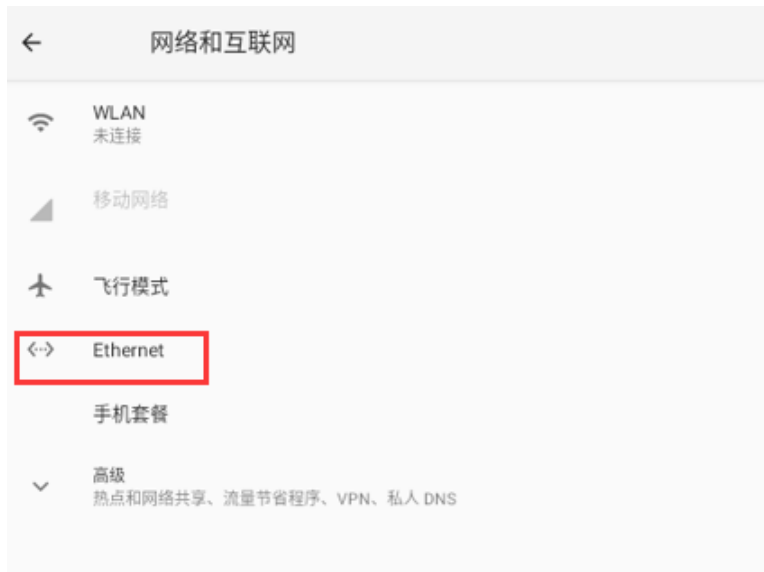 网络和互联网
WLAN
未连接
移动网络
飞行模式
Ethernet
手机套餐
高级
热点和网络共享、流量节省程序、VPN、私人 DNS